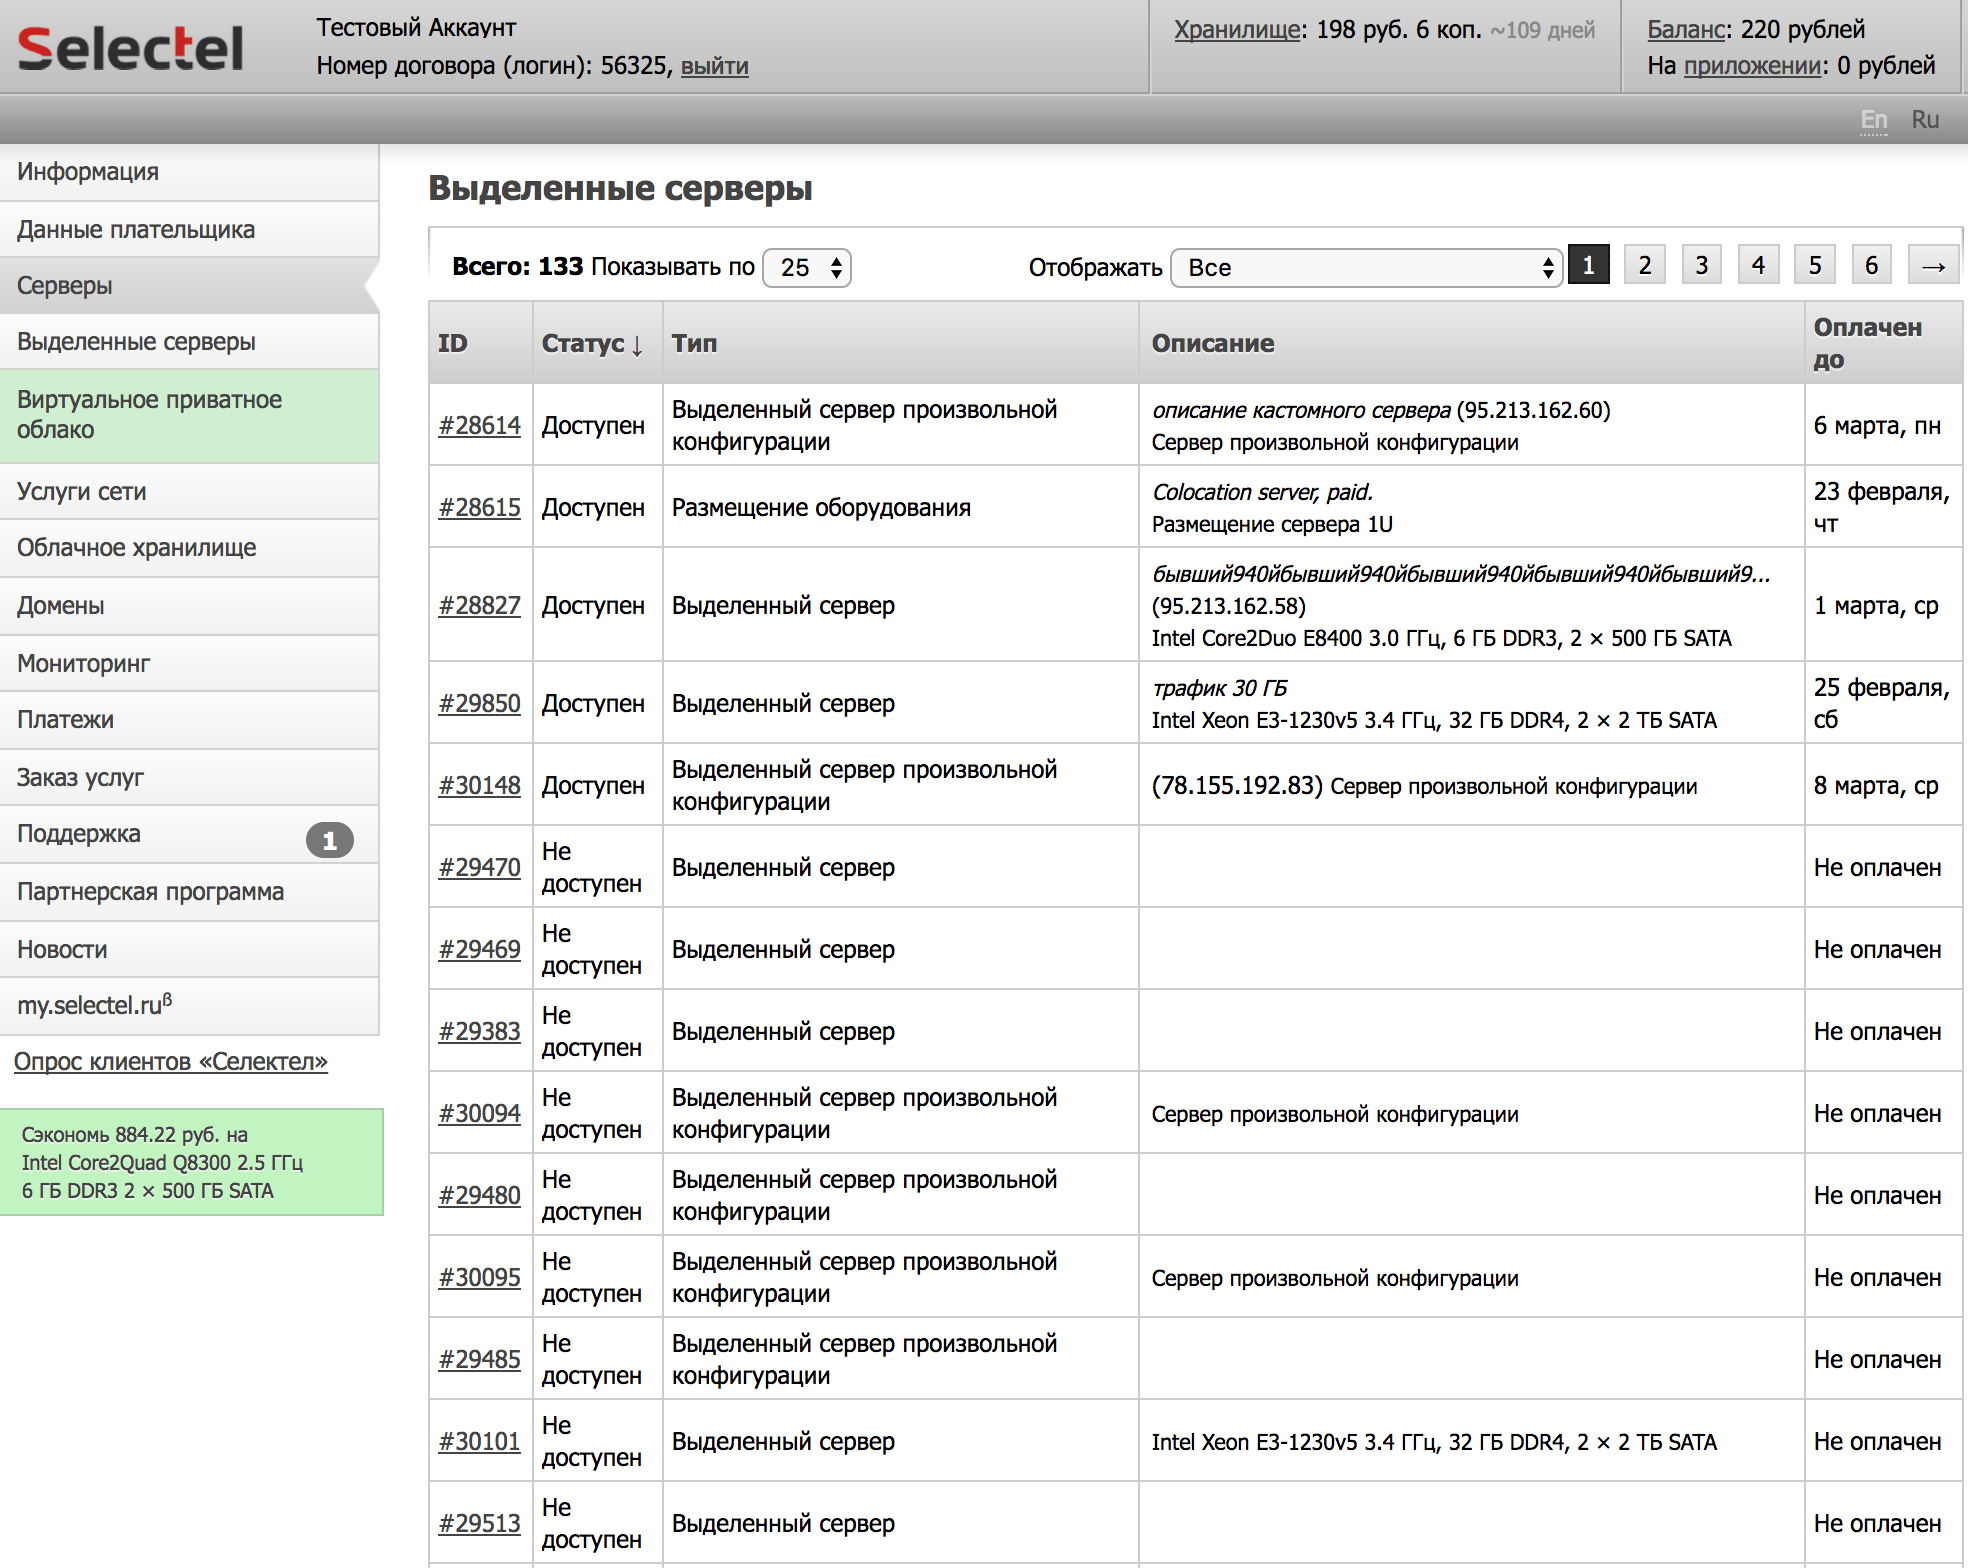 Selectel
Тестовый Аккаунт
Номер договора (логин): 56325, выйти
Хранилище: 198 руб. 6 коп. ~109 дней
Баланс: 220 рублей
На приложении: 0 рублей
En Ru
Информация
Данные плательщика
Серверы
Выделенные серверы
Виртуальное приватное
облако
Услуги сети
Облачное хранилище
Домены
Мониторинг
Платежи
Заказ услуг
Поддержка 1
Партнерская программа
Новости
my.selectel.ruβ
Опрос клиентов «Селектел»
Сэкономь 884.22 руб. на
Intel Core2Quad Q8300 2.5 ГГц
6 ГБ DDR3 2 × 500 ГБ SATA
Выделенные серверы
Всего: 133 Показывать по 25 Отображать Все 1 2 3 4 5 6 →
ID Статус ↓ Тип Описание Оплачен
до
#28614 Доступен Выделенный сервер произвольной
конфигурации
описание кастомного сервера (95.213.162.60)
Сервер произвольной конфигурации
6 марта, пн
#28615 Доступен Размещение оборудования
Colocation server, paid.
Размещение сервера 1U
23 февраля,
чт
#28827 Доступен Выделенный сервер
бывший940йбывший940йбывший940йбывший940йбывший9...
(95.213.162.58)
Intel Core2Duo E8400 3.0 ГГц, 6 ГБ DDR3, 2 × 500 ГБ SATA
1 марта, ср
#29850 Доступен Выделенный сервер
трафик 30 ГБ
Intel Xeon E3-1230v5 3.4 ГГц, 32 ГБ DDR4, 2 × 2 ТБ SATA
25 февраля,
сб
#30148 Доступен Выделенный сервер произвольной
конфигурации
(78.155.192.83) Сервер произвольной конфигурации
8 марта, ср
#29470 Не
доступен
Выделенный сервер
Не оплачен
#29469 Не
доступен
Выделенный сервер
Не оплачен
#29383 Не
доступен
Выделенный сервер
Не оплачен
#30094 Не
доступен
Выделенный сервер произвольной
конфигурации
Сервер произвольной конфигурации
Не оплачен
#29480 Не
доступен
Выделенный сервер произвольной
конфигурации
Не оплачен
#30095 Не
доступен
Выделенный сервер произвольной
конфигурации
Сервер произвольной конфигурации
Не оплачен
#29485 Не
доступен
Выделенный сервер произвольной
конфигурации
Не оплачен
#30101 Не
доступен
Выделенный сервер
Intel Xeon E3-1230v5 3.4 ГГц, 32 ГБ DDR4, 2 × 2 ТБ SATA
Не оплачен
#29513 Не
доступен
Выделенный сервер
Не оплачен